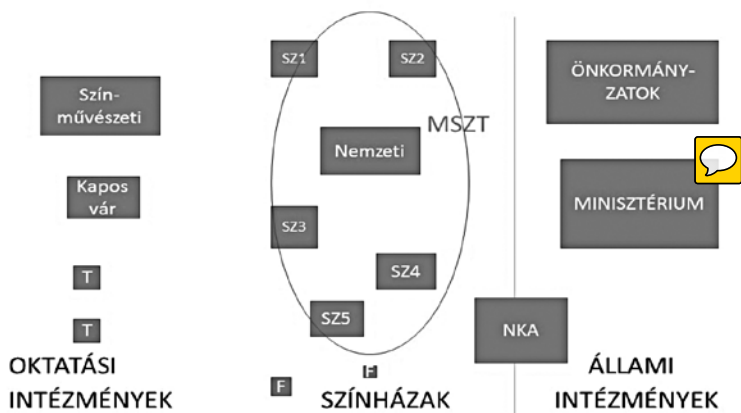 Szín-
művészeti
Kapos
vár
T
T
OKTATÁSI
INTÉZMÉNYEK
SZ1
SZ2
MSZT
Nemzeti
SZ3
SZ4
SZ5
F
F
SZÍNHÁZAK
ÖNKORMÁNY-
ZATOK
MINISZTÉRIUM
NKA
ÁLLAMI
INTÉZMÉNYEK